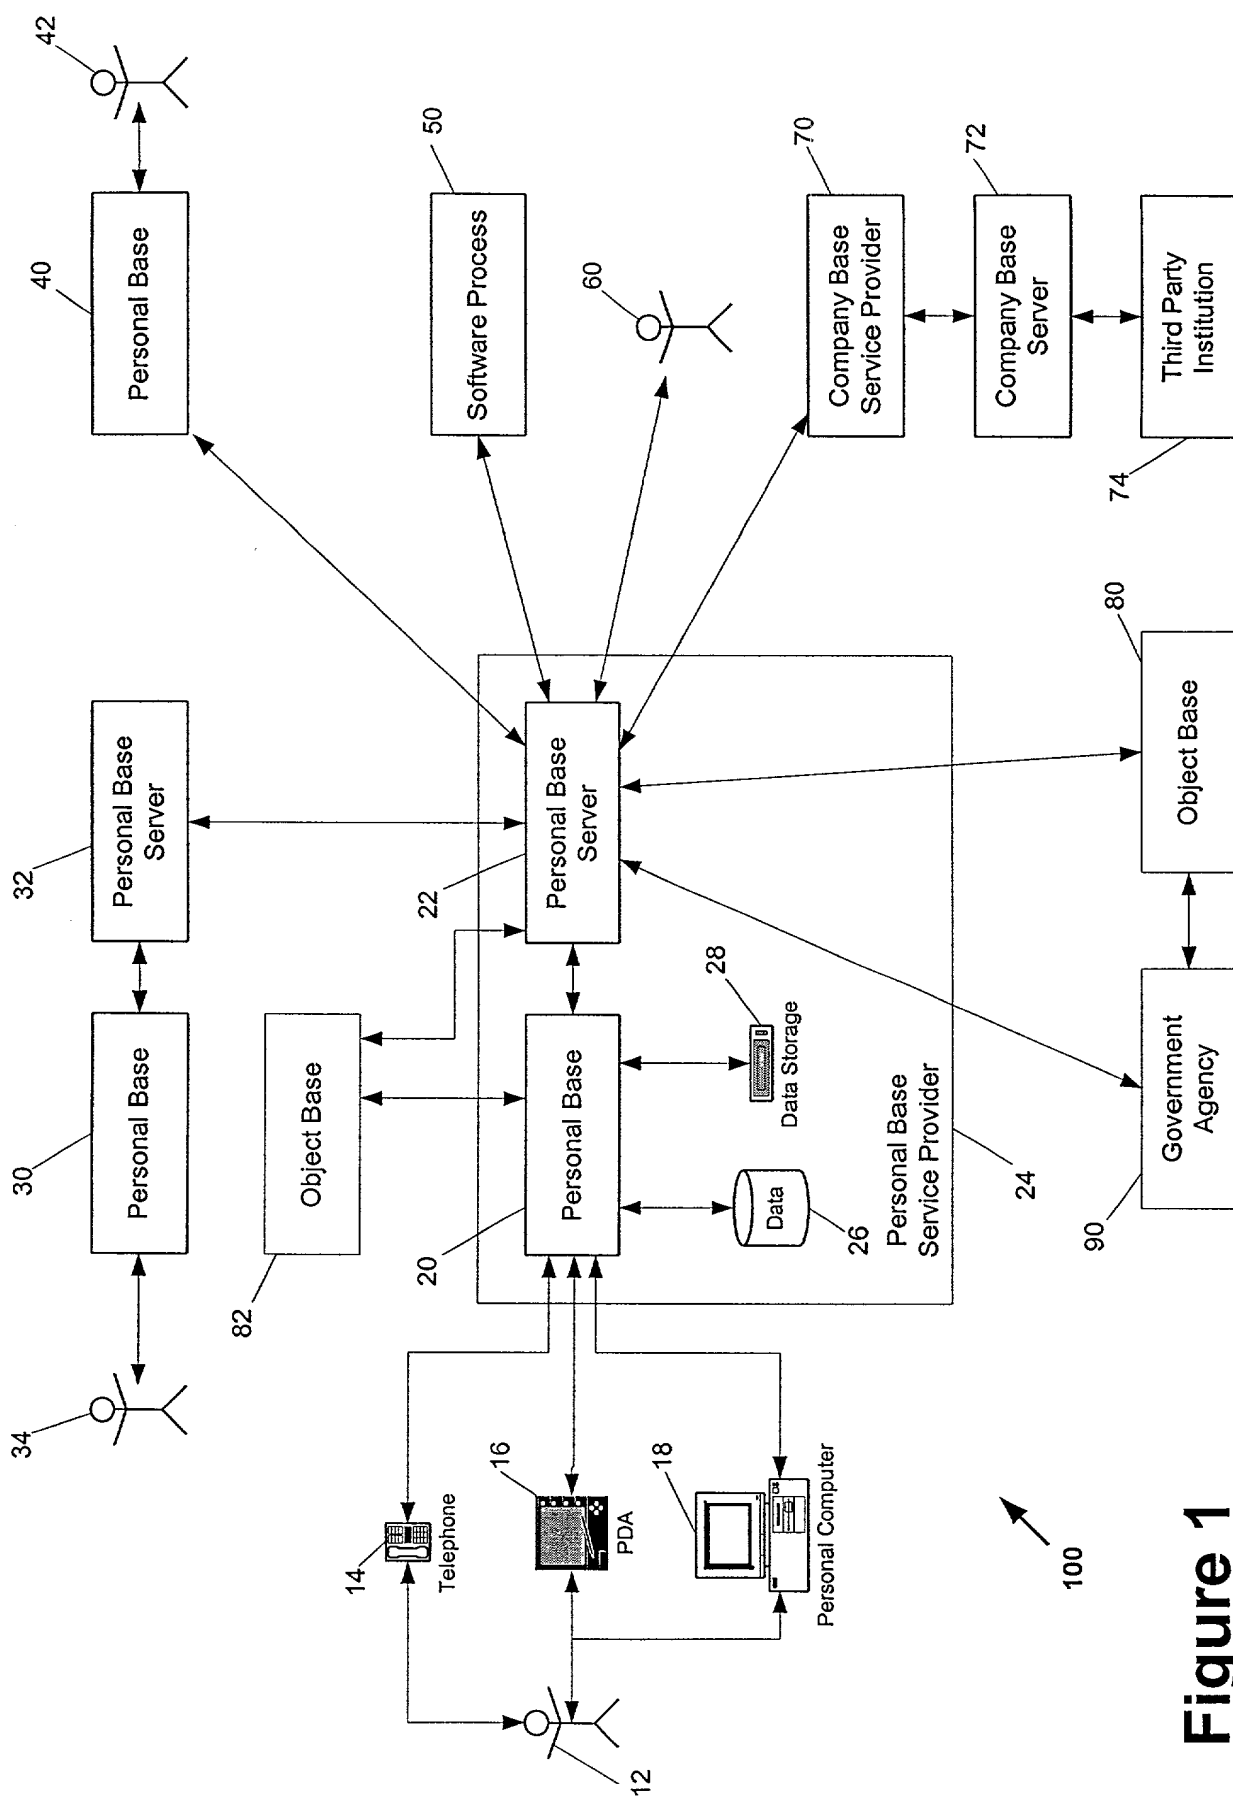 34
30
Personal Base
32
Personal Base
Server
40
Personal Base
42
82
Object Base
14
Telephone
16
PDA
18
Personal Computer
12
20
Personal Base
22
Personal Base
Server
26
Data
28
Data Storage
Personal Base
Service Provider
24
50
Software Process
60
70
Company Base
Service Provider
72
Company Base
Server
74
Third Party
Institution
80
Object Base
90
Government
Agency
100
Figure 1